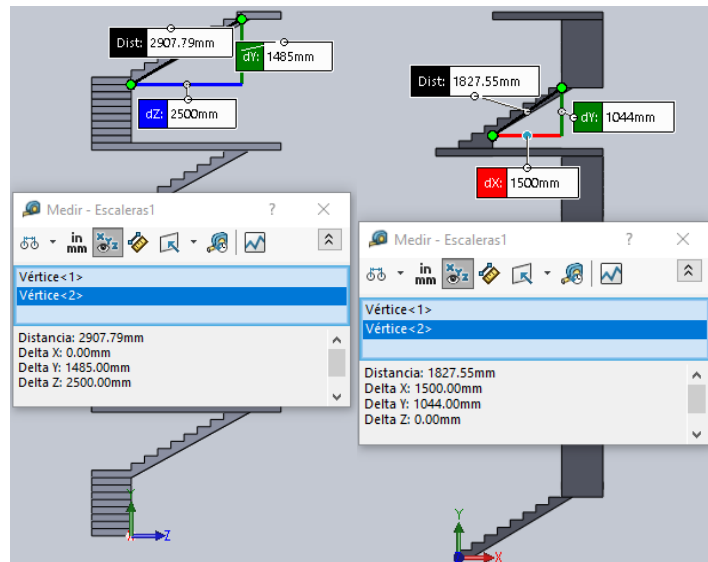 Dist: 2907.79mm
dY: 1485mm
dZ: 2500mm
Dist: 1827.55mm
dY: 1044mm
dX: 1500mm
Medir - Escaleras1 ?
in
mm
XYZ
Vértice<1>
Vértice<2>
Distancia: 2907.79mm
Delta X: 0.00mm
Delta Y: 1485.00mm
Delta Z: 2500.00mm
Medir - Escaleras1 ?
in
mm
XYZ
Vértice<1>
Vértice<2>
Distancia: 1827.55mm
Delta X: 1500.00mm
Delta Y: 1044.00mm
Delta Z: 0.00mm
Y
X
Z
Y
X